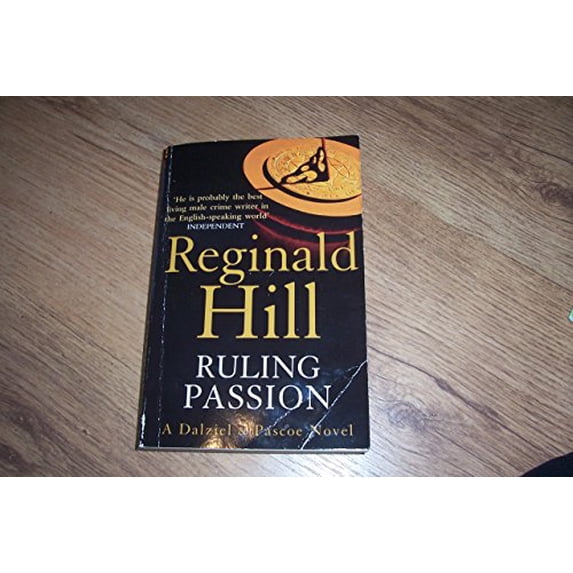 'He is probably the best
living male crime writer in
the English-speaking world'
INDEPENDENT
Reginald
Hill
RULING
PASSION
A Dalziel & Pascoe Novel